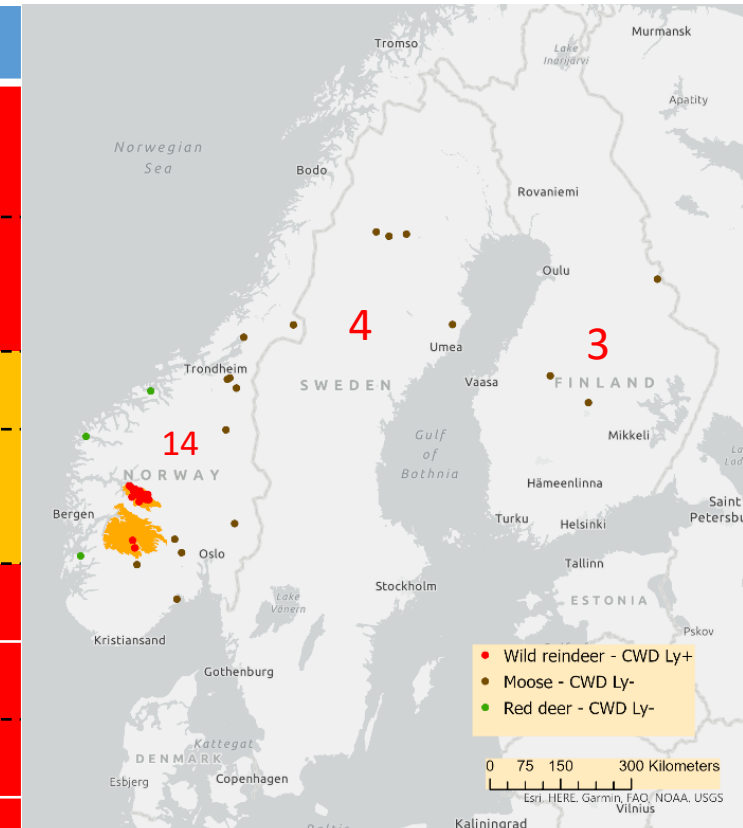 Murmansk
Tromso
Lake
Inarijärvi
Apatity
Norwegian
Sea
Bodo
Rovaniemi
Oulu
4
3
Umea
Trondheim
SWEDEN
Vaasa
FINLAND
14
Gulf
of
Bothnia
Mikkeli
NORWAY
Hämeenlinna
Bergen
Saint
Petersbu
Turku
Helsinki
Oslo
Tallinn
Stockholm
Lake
Vänern
ESTONIA
Pskov
Kristiansand
Wild reindeer - CWD Ly+
Moose - CWD Ly-
Red deer - CWD Ly-
Gothenburg
Kattegat
DENMARK
Esbjerg
Copenhagen
0 75 150 300 Kilometers
Esri, HERE, Garmin, FAO, NOAA, USGS
Vilnius
Kaliningrad